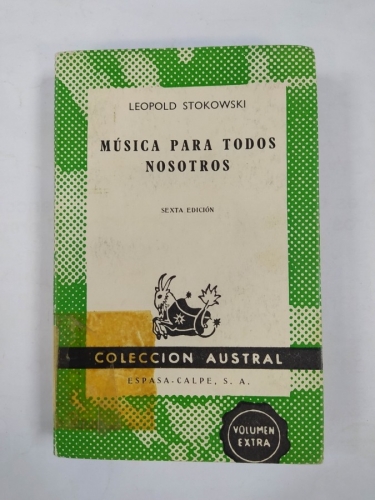 LEOPOLD STOKOWSKI
MÚSICA PARA TODOS
NOSOTROS
SEXTA EDICIÓN
COLECCION AUSTRAL
ESPASA-CALPE, S. A.
VOLUMEN
EXTRA